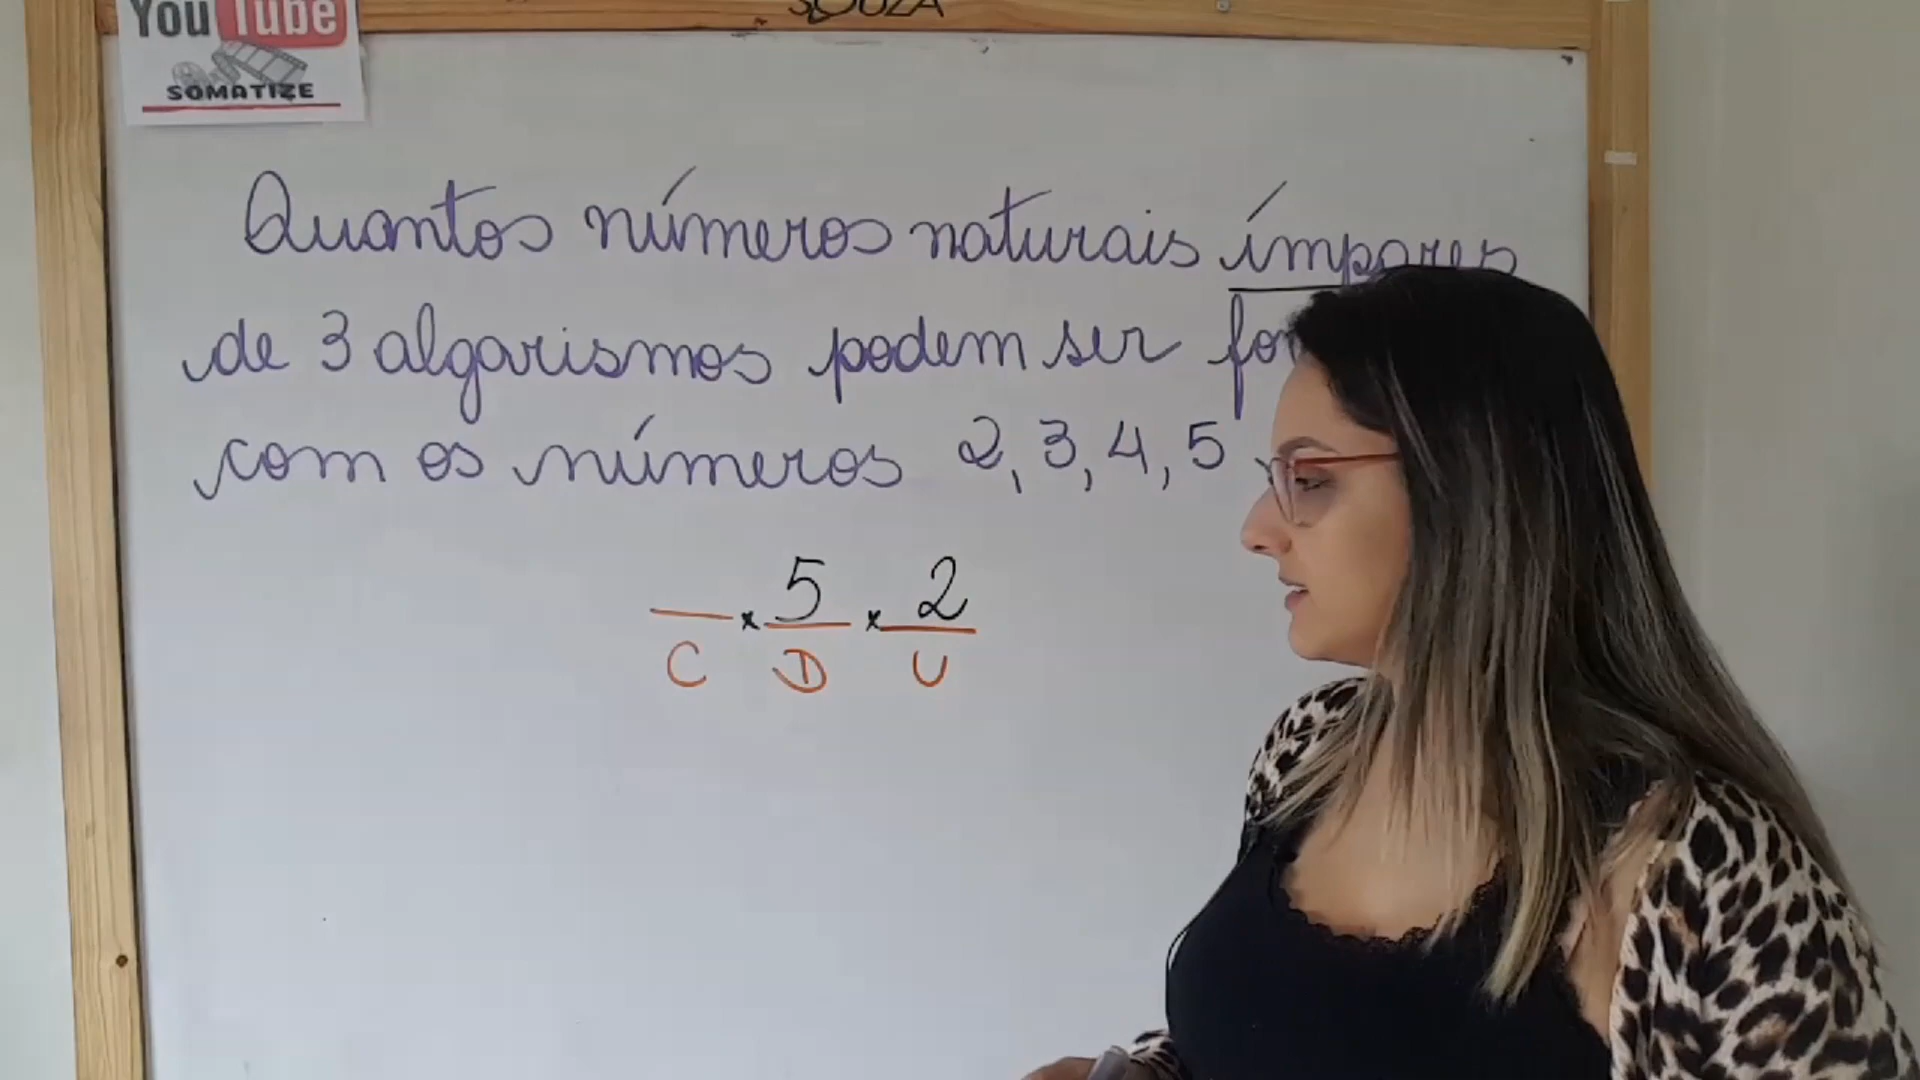 YouTube
SOMATIZE
SOUZA
Quantos números naturais ímpares
de 3 algarismos podem ser
com os números 2, 3, 4, 5
x 5 x 2
C D U